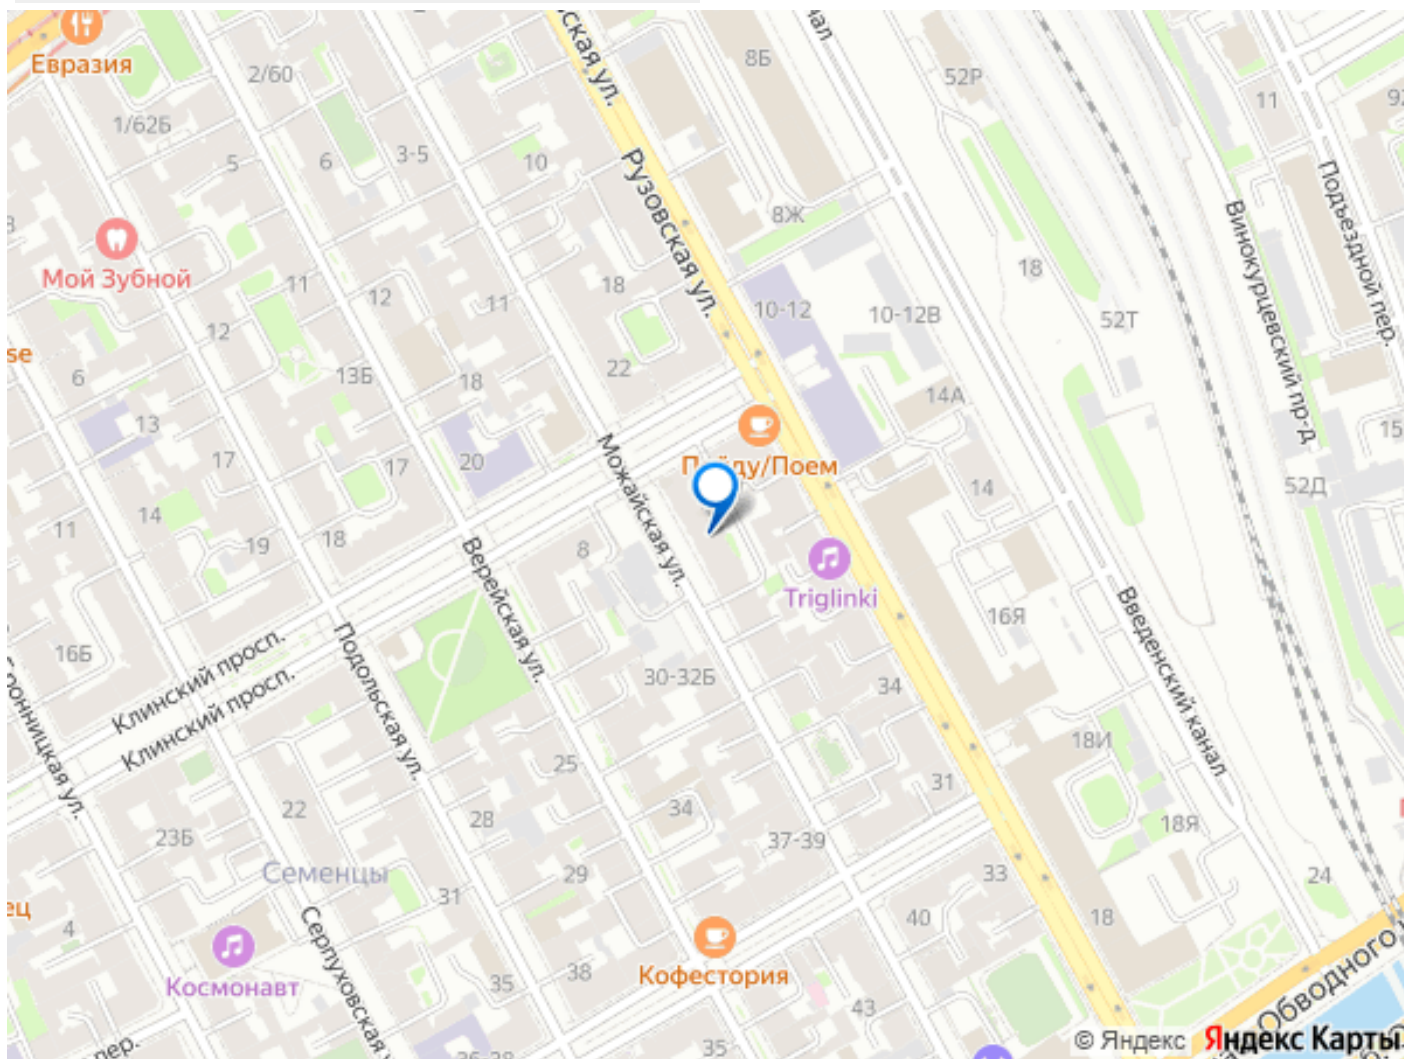 Евразия
2/60
1/62Б
5
6
3-5
10
8Б
52Р
11
Рузовская ул.
8Ж
18
Подъездной пер.
Винокурцевский пр-д
Мой Зубной
11
12
11
18
10-12
10-12В
52Т
12
6
13Б
18
22
14А
13
17
17
20
15
Можайская ул.
14
52Д
11
14
19
18
8
Верейская ул.
Triglinki
16Я
Введенский канал
16Б
Клинский просп.
Клинский просп.
Подольская ул.
30-32Б
34
18И
25
31
22
28
34
18Я
23Б
37-39
Семенцы
29
33
24
31
40
18
4
Космонавт
Серпуховская
35
38
Кофестория
43
35
36-38
Обводного
© Яндекс Яндекс Карты